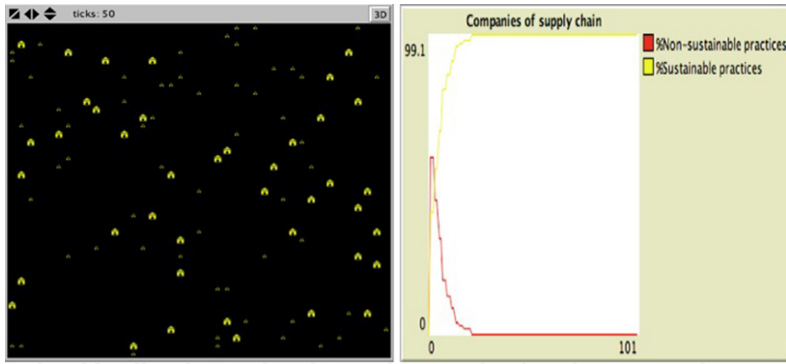 ticks: 50
3D
Companies of supply chain
99.1
0
0
101
%Non-sustainable practices
%Sustainable practices